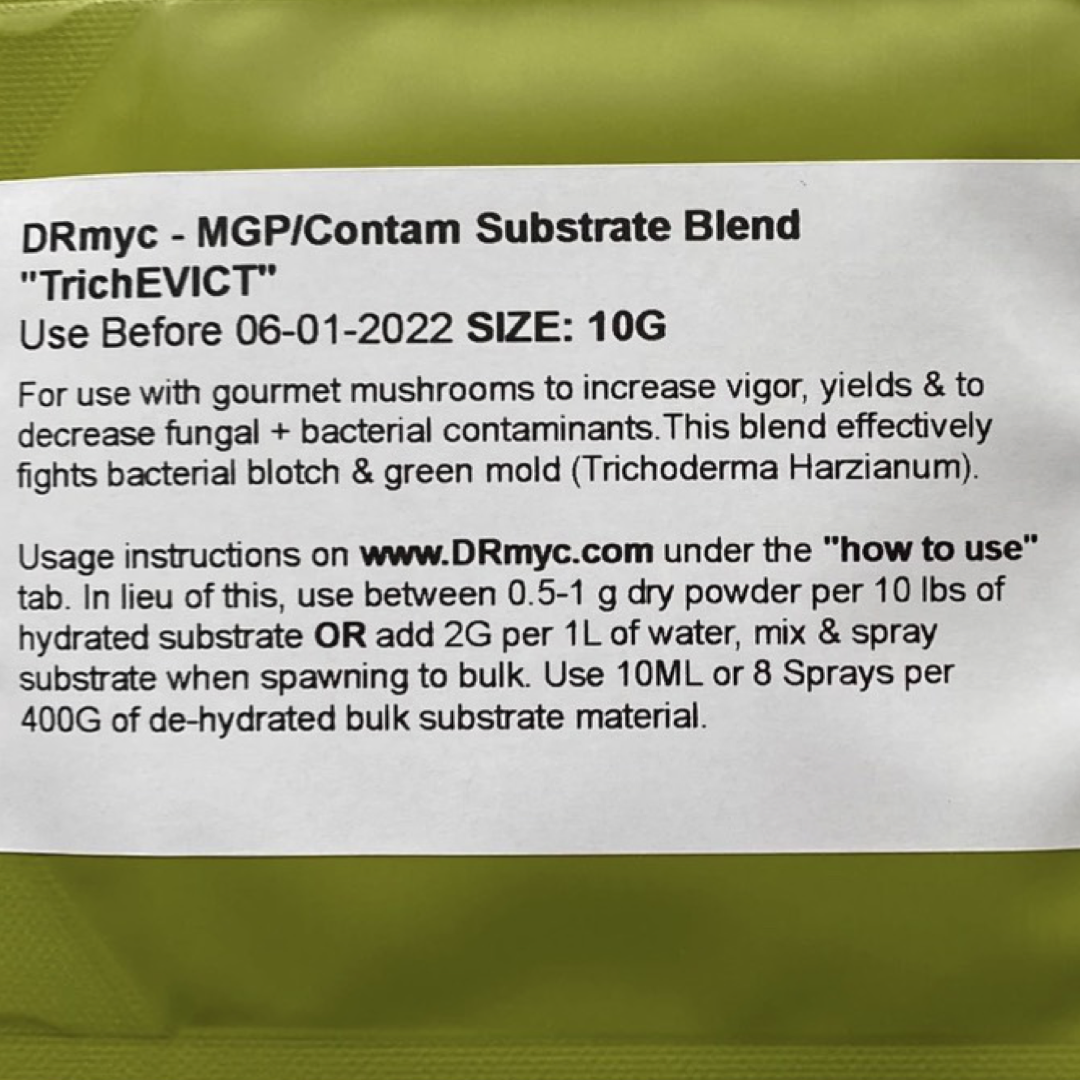 DRmyc - MGP/Contam Substrate Blend
"TrichEVICT"
Use Before 06-01-2022 SIZE: 10G
For use with gourmet mushrooms to increase vigor, yields & to
decrease fungal + bacterial contaminants.This blend effectively
fights bacterial blotch & green mold (Trichoderma Harzianum).
Usage instructions on www.DRmyc.com under the "how to use"
tab. In lieu of this, use between 0.5-1 g dry powder per 10 lbs of
hydrated substrate OR add 2G per 1L of water, mix & spray
substrate when spawning to bulk. Use 10ML or 8 Sprays per
400G of de-hydrated bulk substrate material.